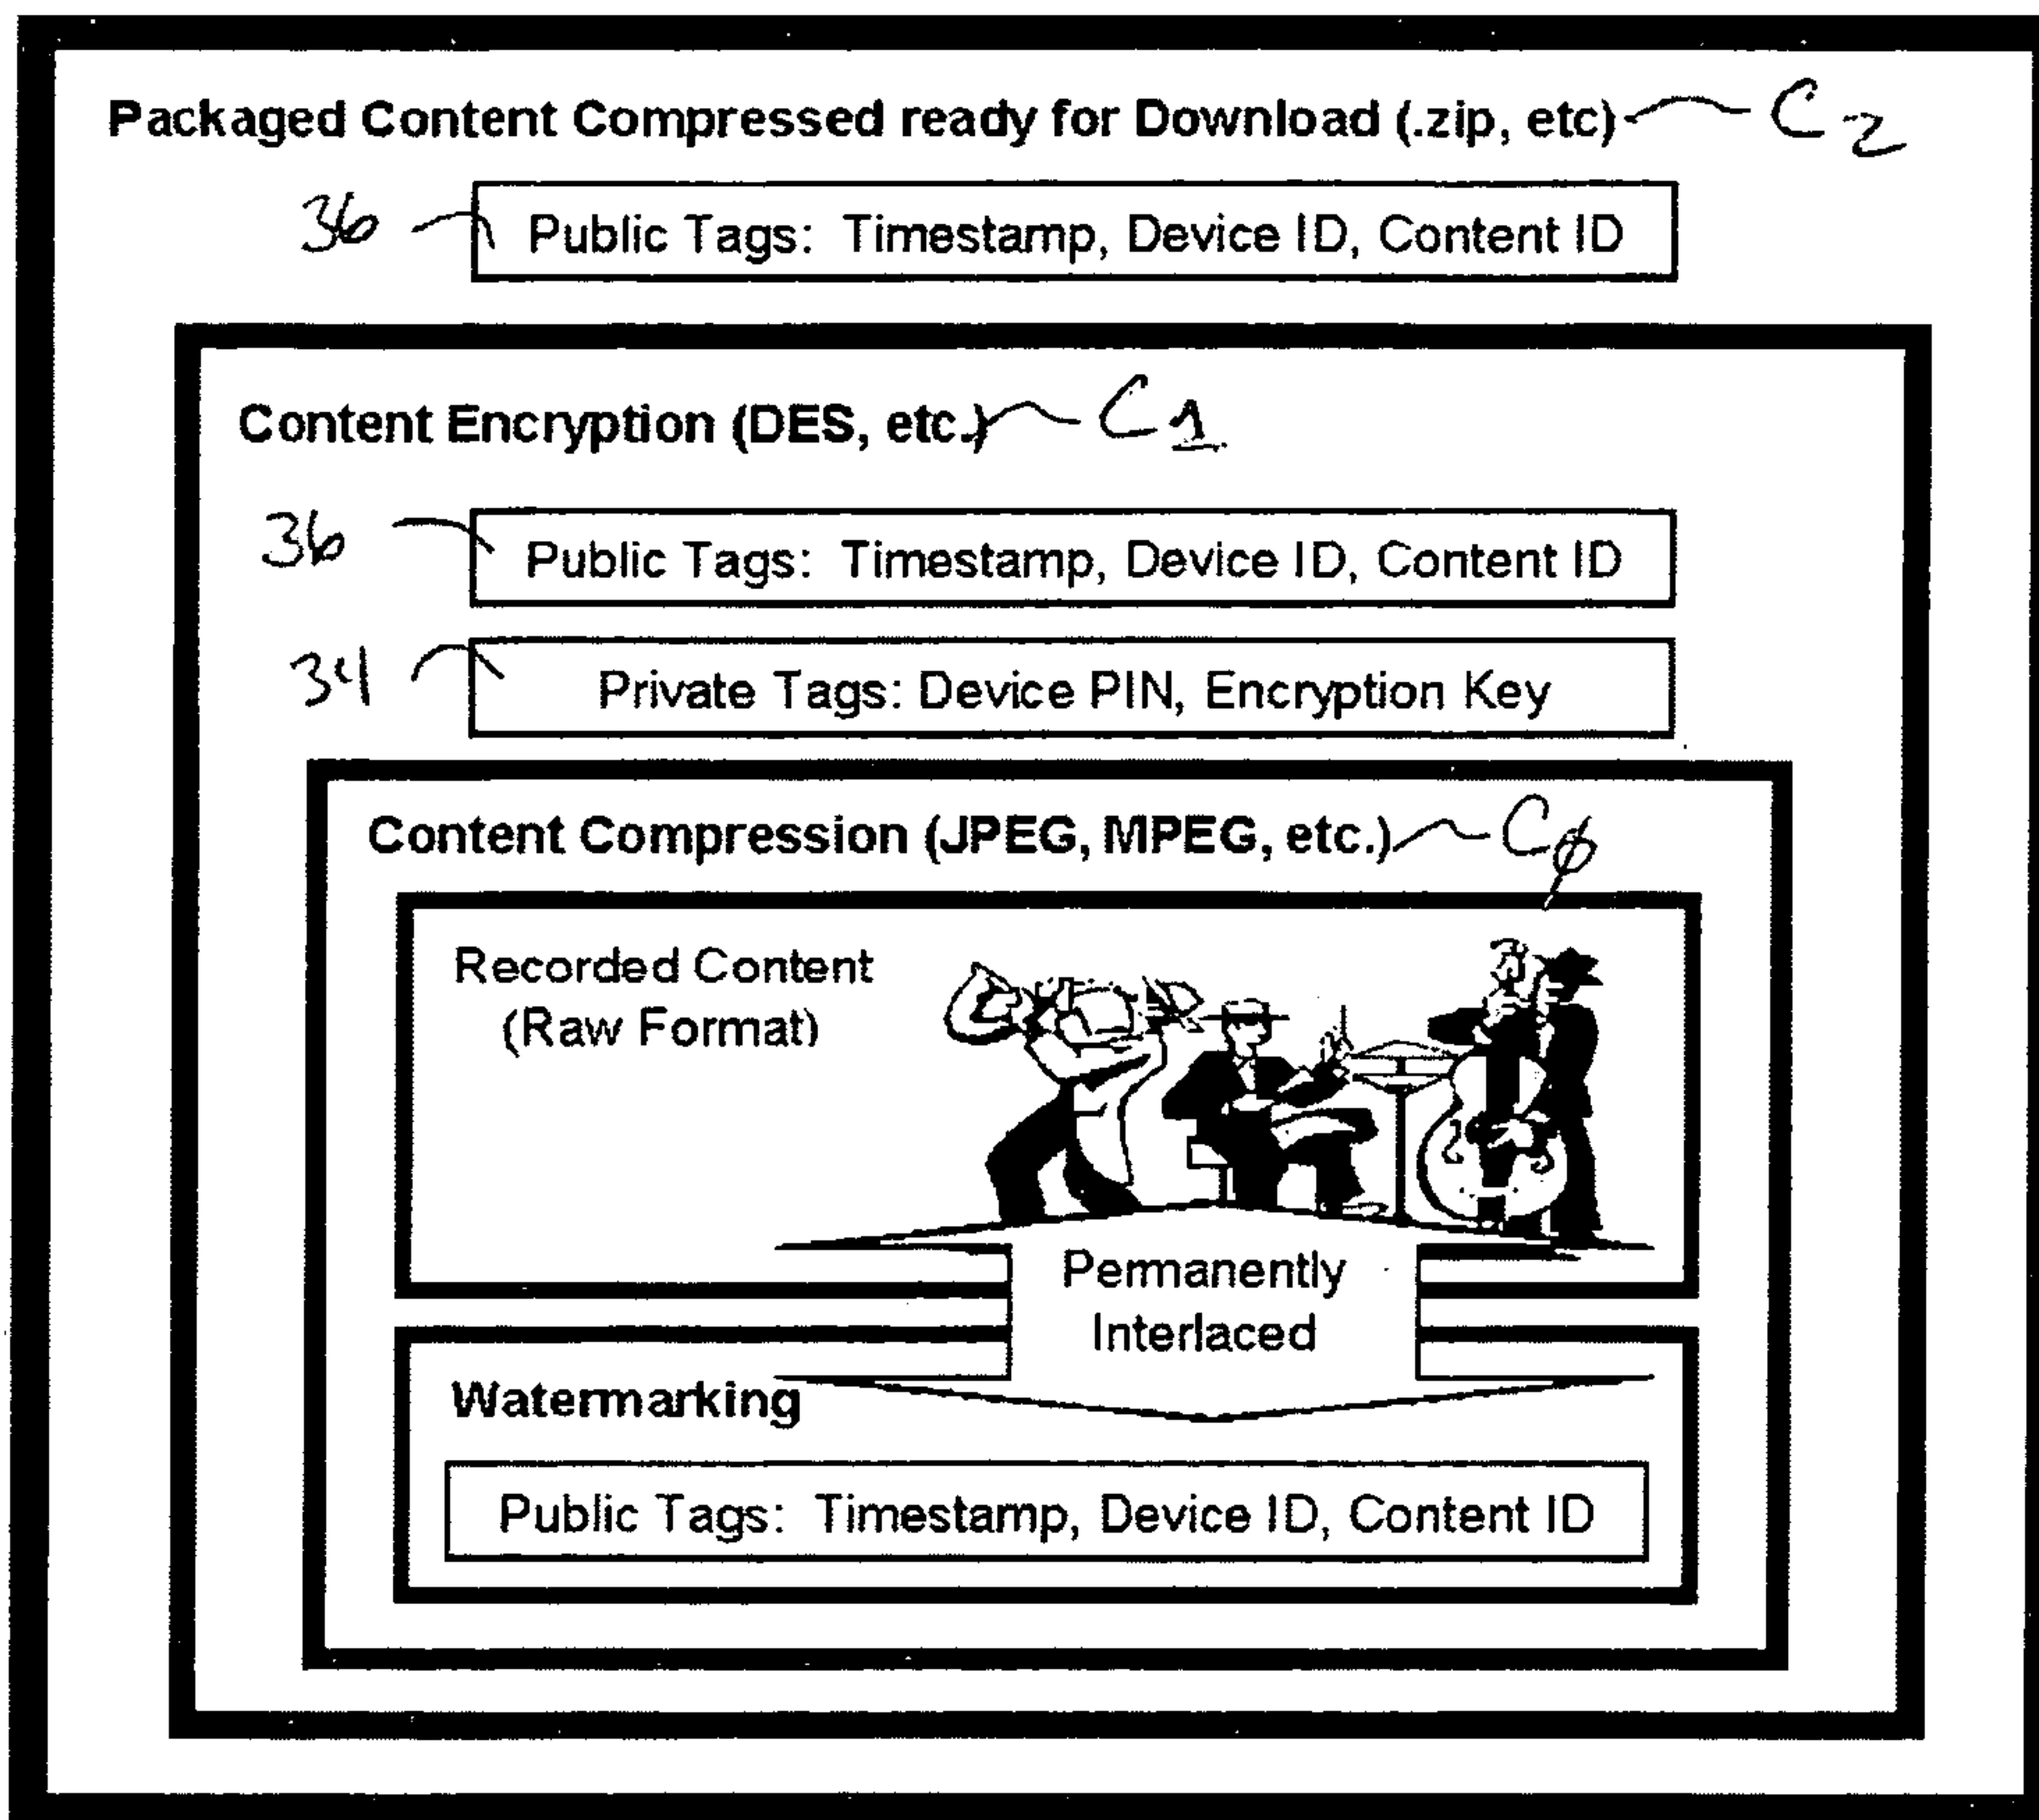 Packaged Content Compressed ready for Download (.zip, etc) C2
36 Public Tags: Timestamp, Device ID, Content ID
Content Encryption (DES, etc.) C1
36 Public Tags: Timestamp, Device ID, Content ID
34 Private Tags: Device PIN, Encryption Key
Content Compression (JPEG, MPEG, etc.) C∅
Recorded Content
(Raw Format)
Permanently
Interlaced
Watermarking
Public Tags: Timestamp, Device ID, Content ID